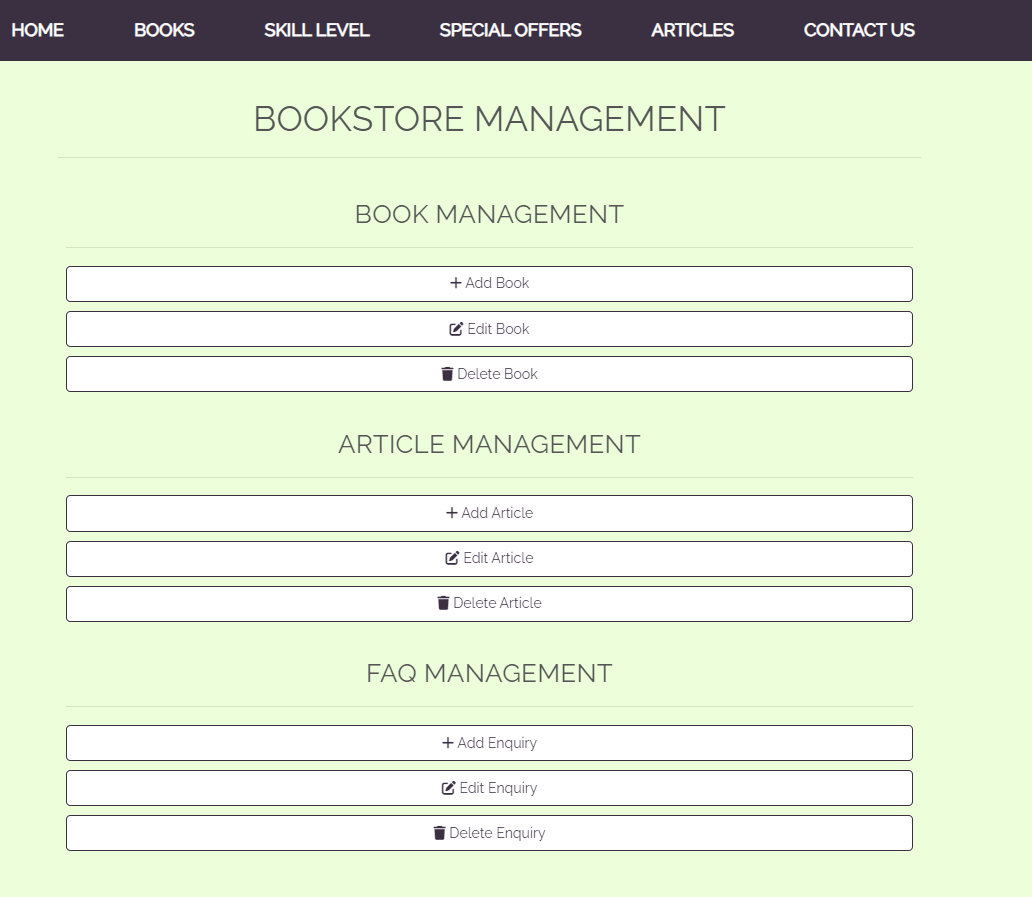 HOME BOOKS SKILL LEVEL SPECIAL OFFERS ARTICLES CONTACT US
BOOKSTORE MANAGEMENT
BOOK MANAGEMENT
Add Book
Edit Book
Delete Book
ARTICLE MANAGEMENT
Add Article
Edit Article
Delete Article
FAQ MANAGEMENT
Add Enquiry
Edit Enquiry
Delete Enquiry